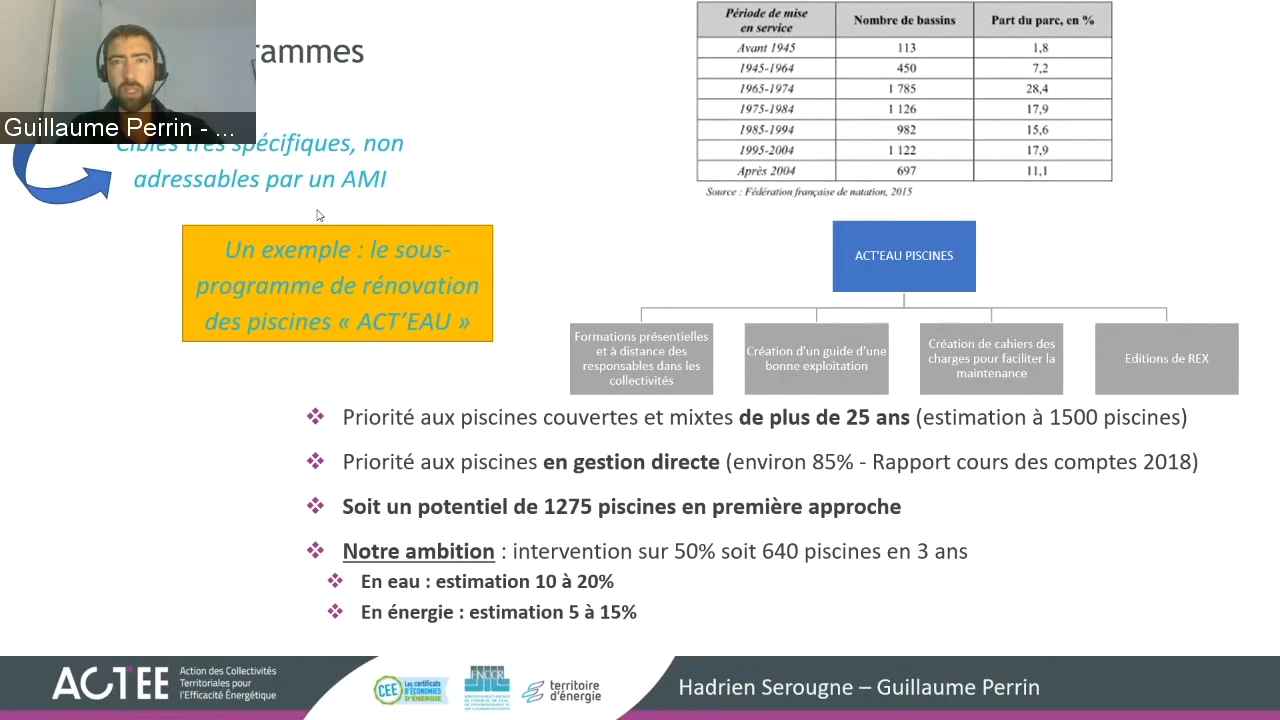 rammes
Guillaume Perrin - ...
Cibles très spécifiques, non
adressables par un AMI
Un exemple : le sous-
programme de rénovation
des piscines « ACT'EAU »
Période de mise en service Nombre de bassins Part du parc, en %
Avant 1945 113 1,8
1945-1964 450 7,2
1965-1974 1 785 28,4
1975-1984 1 126 17,9
1985-1994 982 15,6
1995-2004 1 122 17,9
Après 2004 697 11,1
Source : Fédération française de natation, 2015
ACT'EAU PISCINES
Formations présentielles
et à distance des
responsables dans les
collectivités
Création d'un guide d'une
bonne exploitation
Création de cahiers des
charges pour faciliter la
maintenance
Editions de REX
Priorité aux piscines couvertes et mixtes de plus de 25 ans (estimation à 1500 piscines)
Priorité aux piscines en gestion directe (environ 85% - Rapport cours des comptes 2018)
Soit un potentiel de 1275 piscines en première approche
Notre ambition : intervention sur 50% soit 640 piscines en 3 ans
En eau : estimation 10 à 20%
En énergie : estimation 5 à 15%
ACTEE
Action des Collectivités
Territoriales pour
l'Efficacité Énergétique
CEE Les certificats
D'ÉCONOMIES
D'ÉNERGIE
FNCCR
territoire
d'énergie
Hadrien Serougne – Guillaume Perrin